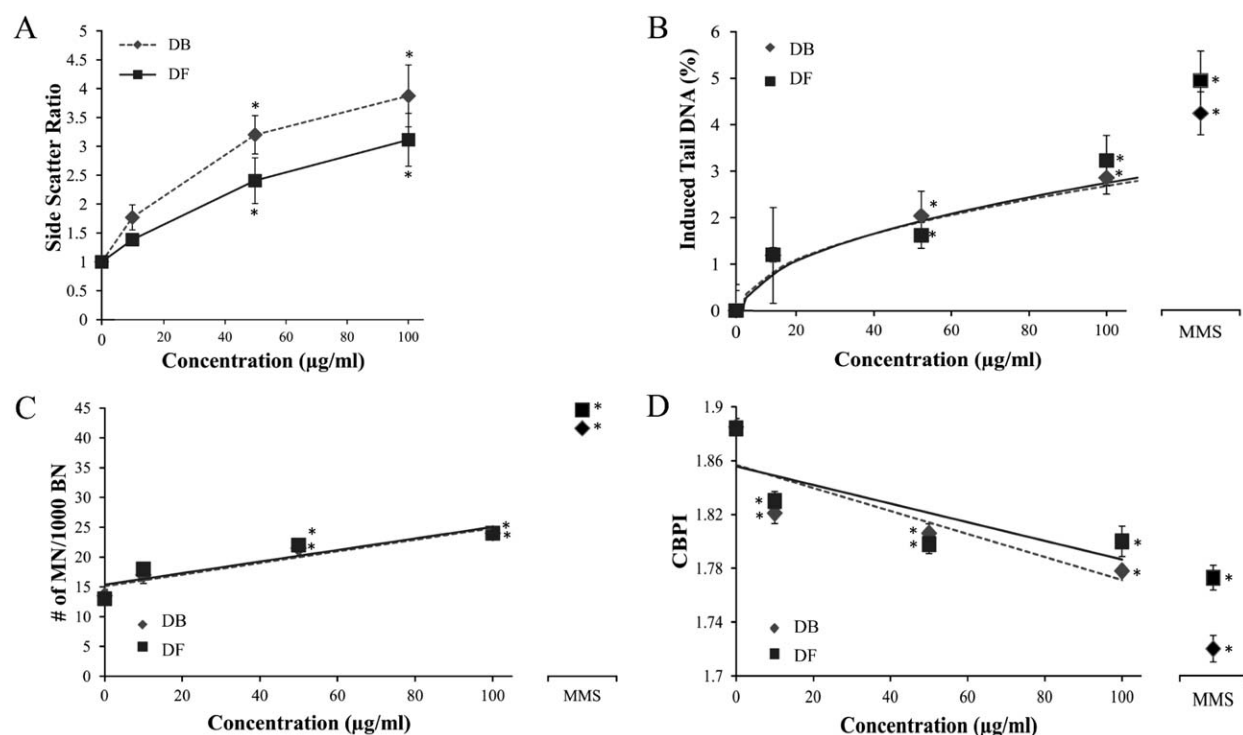 A
DB
DF
Side Scatter Ratio
5
4.5
4
3.5
3
2.5
2
1.5
1
0.5
0
* *
* *
0 20 40 60 80 100
Concentration (µg/ml)
B
DB
DF
Induced Tail DNA (%)
6
5
4
3
2
1
0
* * * * * *
0 20 40 60 80 100
MMS
Concentration (µg/ml)
C
# of MN/1000 BN
45
40
35
30
25
20
15
10
5
0
* * * * * *
DB
DF
0 20 40 60 80 100
MMS
Concentration (µg/ml)
D
CBPI
1.9
1.86
1.82
1.78
1.74
1.7
* * * * * * * *
DB
DF
0 20 40 60 80 100
MMS
Concentration (µg/ml)